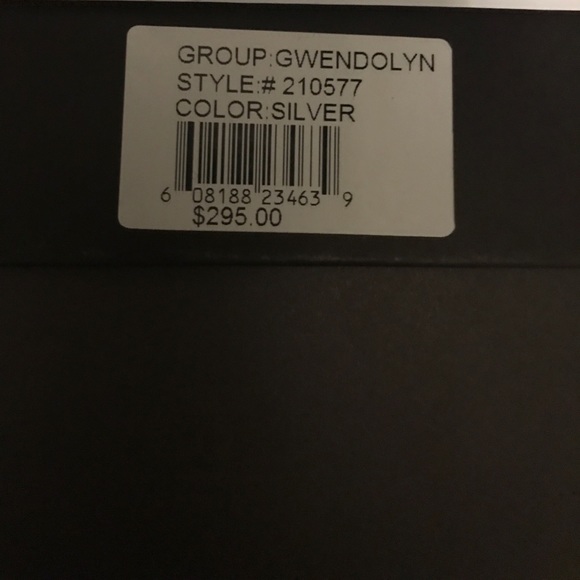 GROUP:GWENDOLYN
STYLE:# 210577
COLOR:SILVER
6 08188 23463 9
$295.00